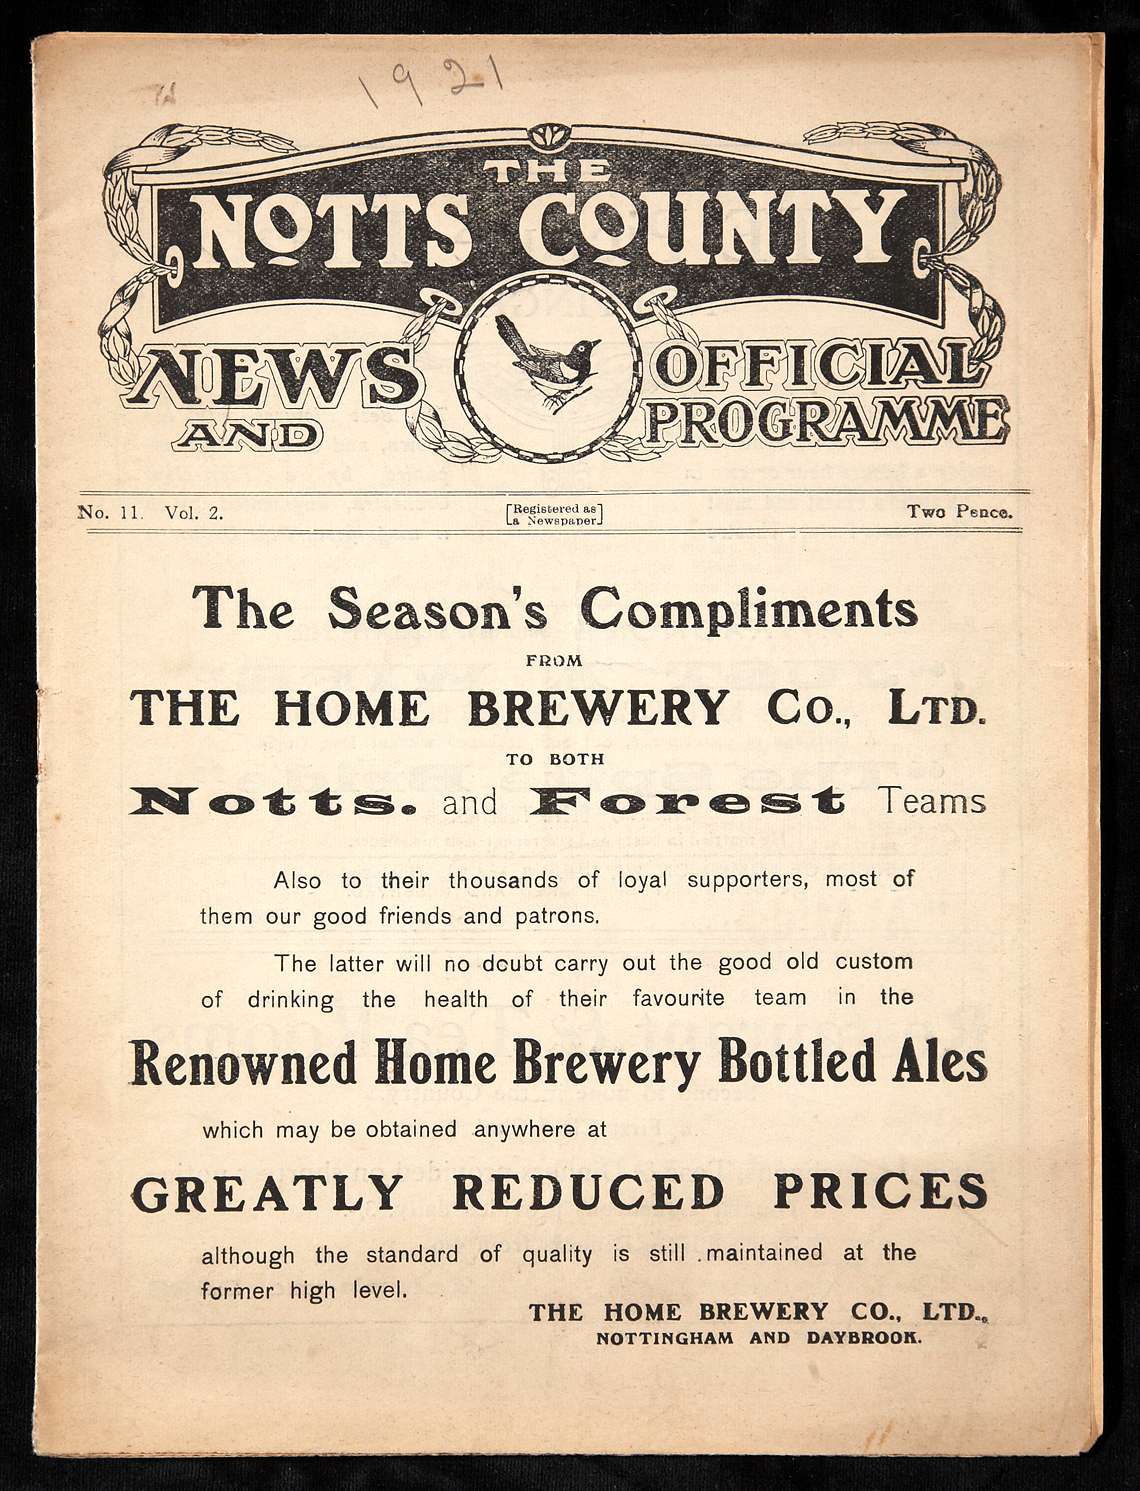 1921
THE
NOTTS COUNTY
NEWS
AND
OFFICIAL
PROGRAMME
No. 11. Vol. 2.
[Registered as
a Newspaper]
Two Pence.
The Season's Compliments
FROM
THE HOME BREWERY Co., LTD.
TO BOTH
Notts. and Forest Teams
Also to their thousands of loyal supporters, most of
them our good friends and patrons.
The latter will no doubt carry out the good old custom
of drinking the health of their favourite team in the
Renowned Home Brewery Bottled Ales
which may be obtained anywhere at
GREATLY REDUCED PRICES
although the standard of quality is still maintained at the
former high level.
THE HOME BREWERY CO., LTD.,
NOTTINGHAM AND DAYBROOK.